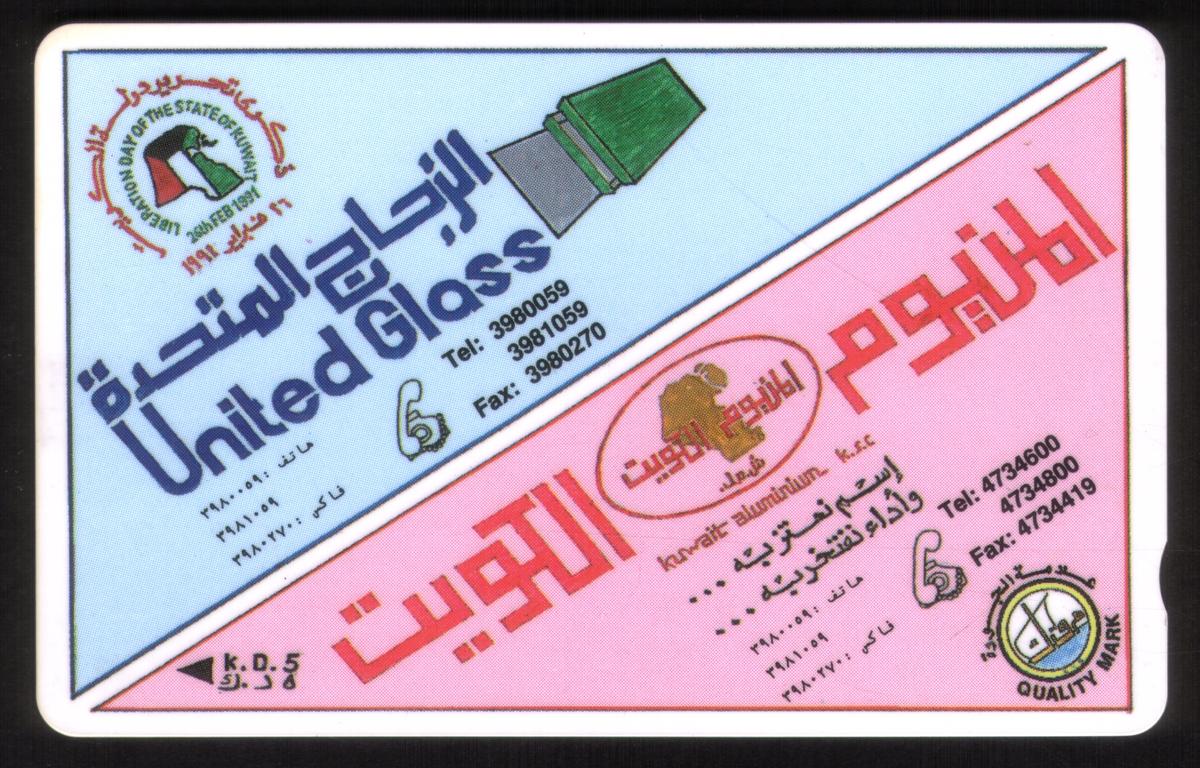 ذكرى تحرير دولة الكويت
LIBERATION DAY OF THE STATE OF KUWAIT
26th FEB 1991
٢٦ فبراير ١٩٩١
الزجاج المتحدة
United Glass
Tel: 3980059
3981059
Fax: 3980270
هاتف : ٣٩٨٠٠٥٩
٣٩٨١٠٥٩
فاكس : ٣٩٨٠٢٧٠
المنيوم
المنيوم الكويت
ش.م.ك.
kuwait aluminium k.s.c
الكويت
إسم نعتز به ...
وأداء نفتخر به ...
Tel: 4734600
4734800
Fax: 4734419
هاتف : ٣٩٨٠٠٥٩
٣٩٨١٠٥٩
فاكس : ٣٩٨٠٢٧٠
K.D. 5
٥ د.ك
QUALITY MARK